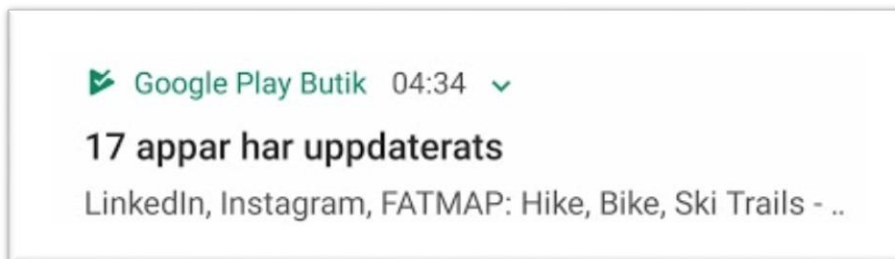 Google Play Butik 04:34
17 appar har uppdaterats
LinkedIn, Instagram, FATMAP: Hike, Bike, Ski Trails - ..